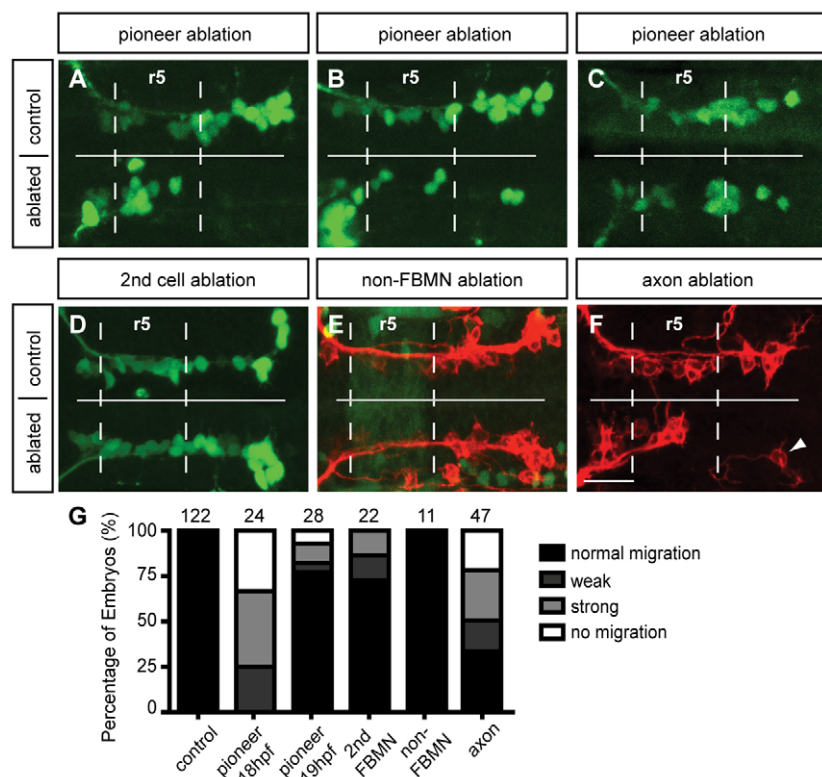 pioneer ablation pioneer ablation pioneer ablation
control
ablated
A r5
B r5
C r5
2nd cell ablation non-FBMN ablation axon ablation
control
ablated
D r5
E r5
F r5
G
122 24 28 22 11 47
Percentage of Embryos (%)
100
75
50
25
0
control
pioneer 18hpf
pioneer 19hpf
2nd FBMN
non-FBMN
axon
normal migration
weak
strong
no migration